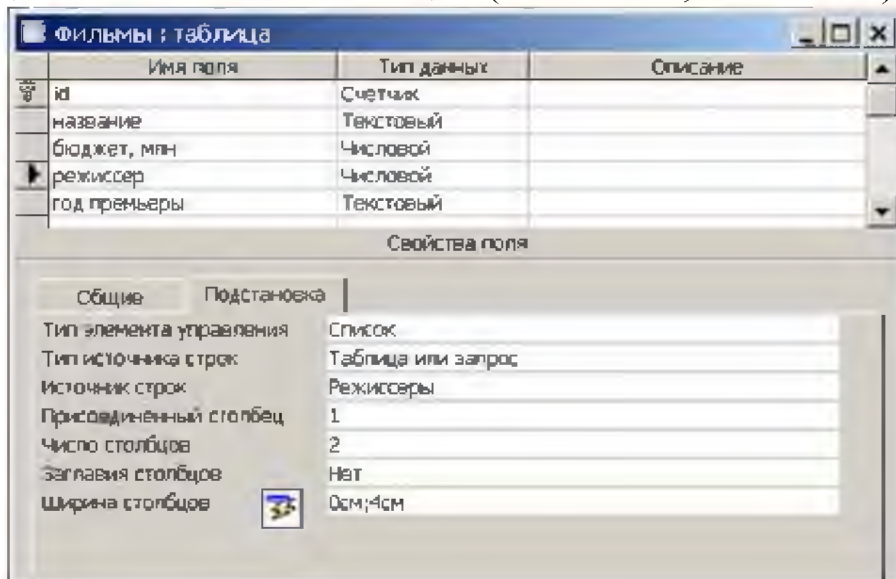 Фильмы : таблица
Имя поля Тип данных Описание
id Счетчик
название Текстовый
бюджет, млн Числовой
режиссер Числовой
год премьеры Текстовый
Свойства поля
Общие Подстановка
Тип элемента управления Список
Тип источника строк Таблица или запрос
Источник строк Режиссеры
Присоединенный столбец 1
Число столбцов 2
Заглавия столбцов Нет
Ширина столбцов 0см;4см